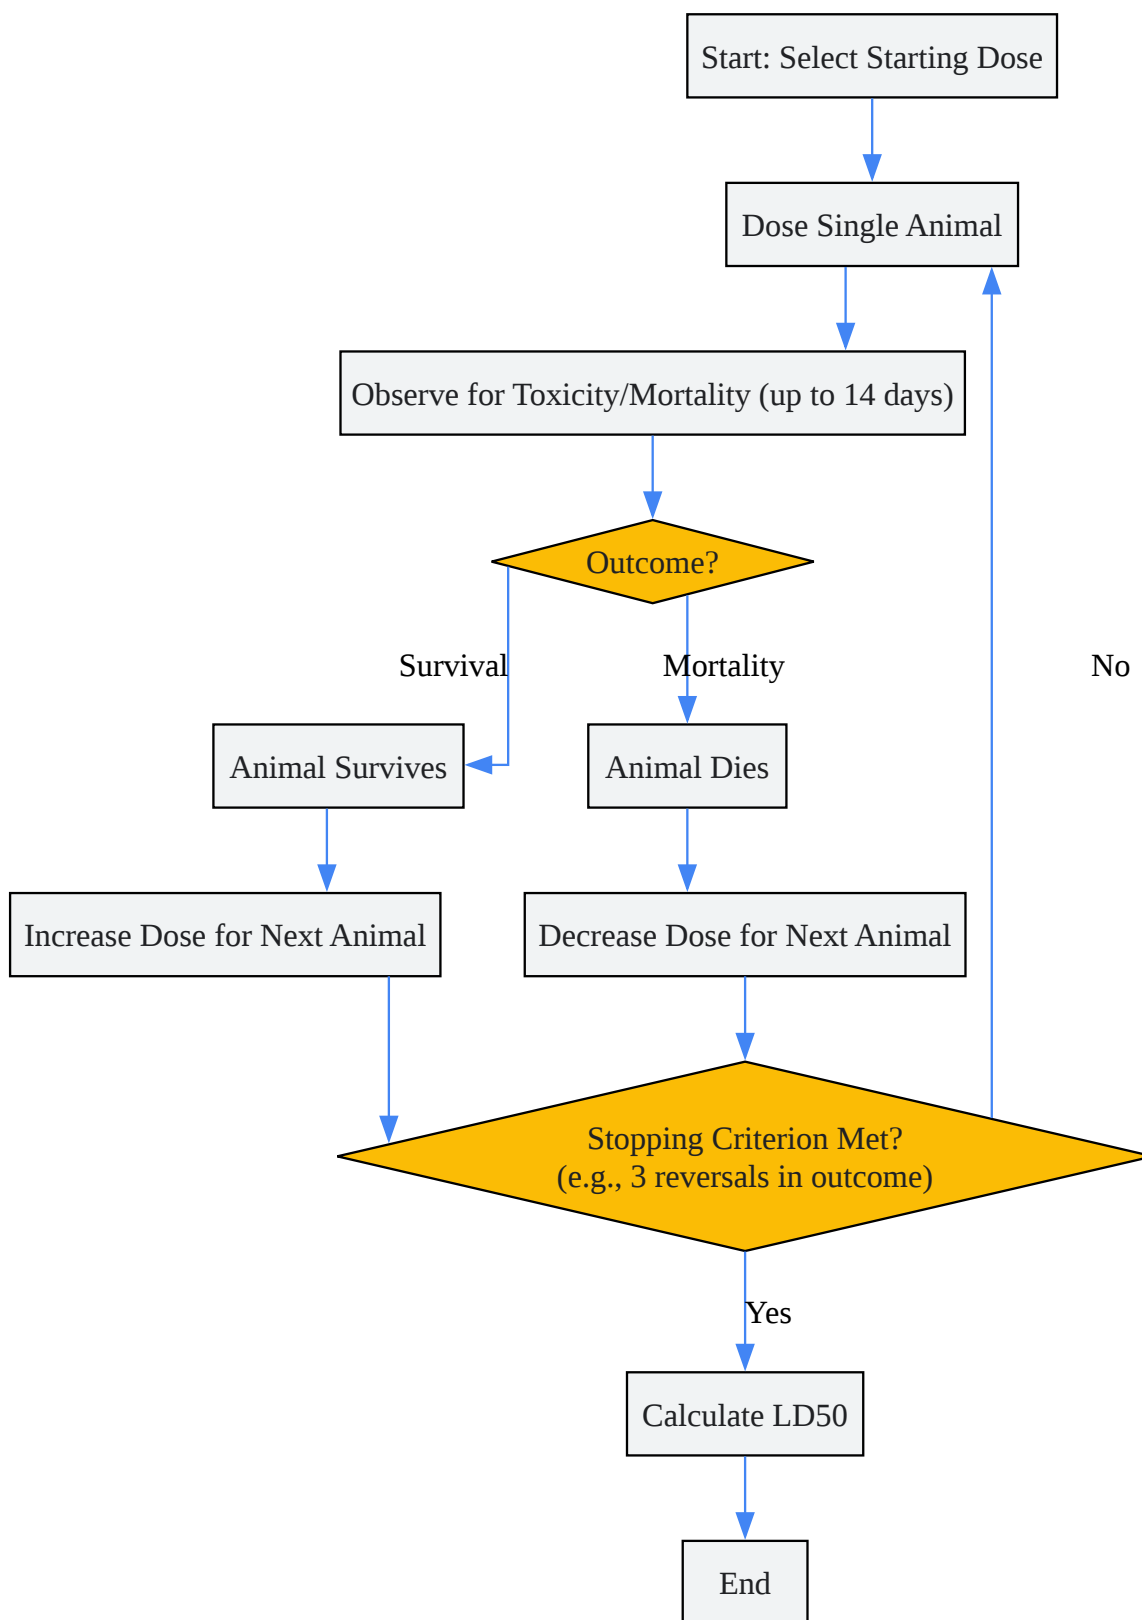 Start: Select Starting Dose
Dose Single Animal
Observe for Toxicity/Mortality (up to 14 days)
Outcome?
Survival
Mortality
No
Animal Survives
Animal Dies
Increase Dose for Next Animal
Decrease Dose for Next Animal
Stopping Criterion Met?
(e.g., 3 reversals in outcome)
Yes
Calculate LD50
End